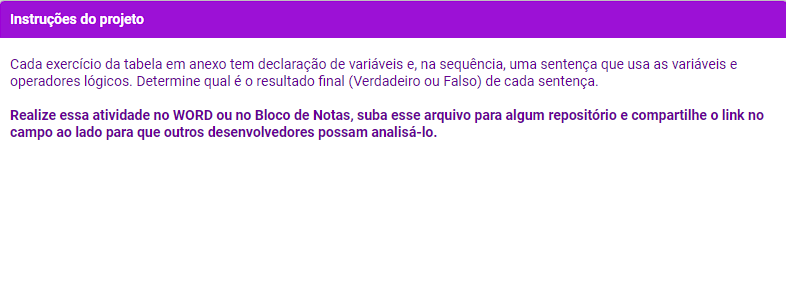 Instruções do projeto
Cada exercício da tabela em anexo tem declaração de variáveis e, na sequência, uma sentença que usa as variáveis e
operadores lógicos. Determine qual é o resultado final (Verdadeiro ou Falso) de cada sentença.
Realize essa atividade no WORD ou no Bloco de Notas, suba esse arquivo para algum repositório e compartilhe o link no
campo ao lado para que outros desenvolvedores possam analisá-lo.